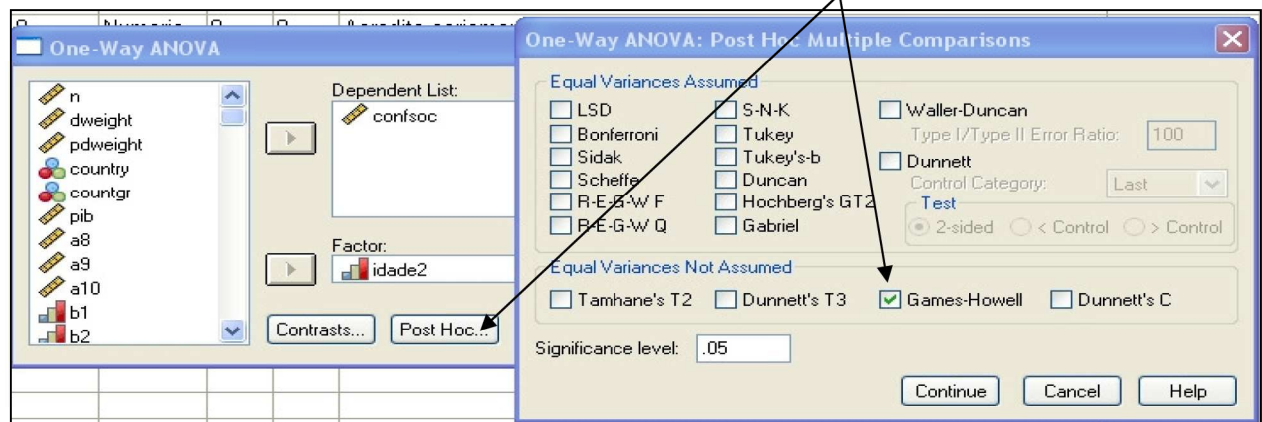 One-Way ANOVA
n
dweight
pdweight
country
countgr
pib
a8
a9
a10
b1
b2
Dependent List:
confsoc
Factor:
idade2
Contrasts...
Post Hoc...
One-Way ANOVA: Post Hoc Multiple Comparisons
Equal Variances Assumed
LSD
Bonferroni
Sidak
Scheffe
R-E-G-W F
R-E-G-W Q
S-N-K
Tukey
Tukey's-b
Duncan
Hochberg's GT2
Gabriel
Waller-Duncan
Type I/Type II Error Ratio: 100
Dunnett
Control Category: Last
Test
2-sided < Control > Control
Equal Variances Not Assumed
Tamhane's T2 Dunnett's T3 Games-Howell Dunnett's C
Significance level: .05
Continue Cancel Help